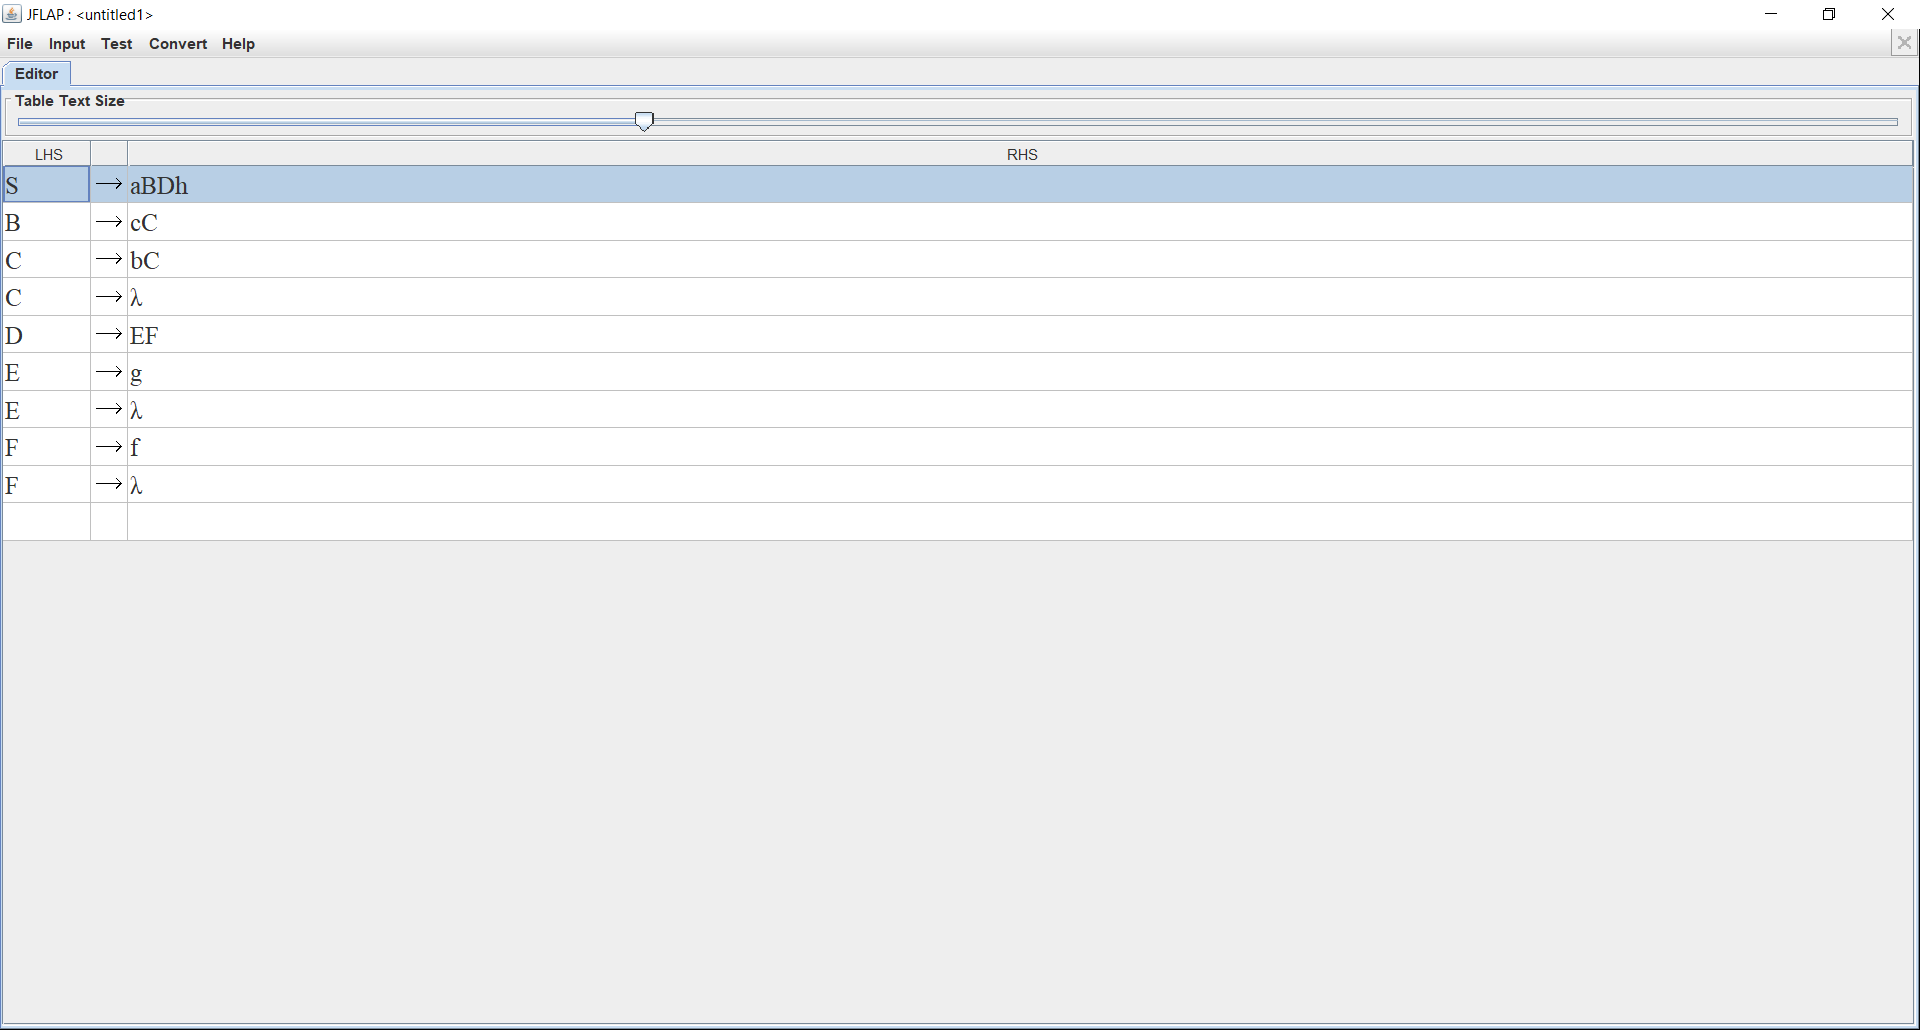 JFLAP : <untitled1>
File Input Test Convert Help
Editor
Table Text Size
LHS RHS
S → aBDh
B → cC
C → bC
C → λ
D → EF
E → g
E → λ
F → f
F → λ